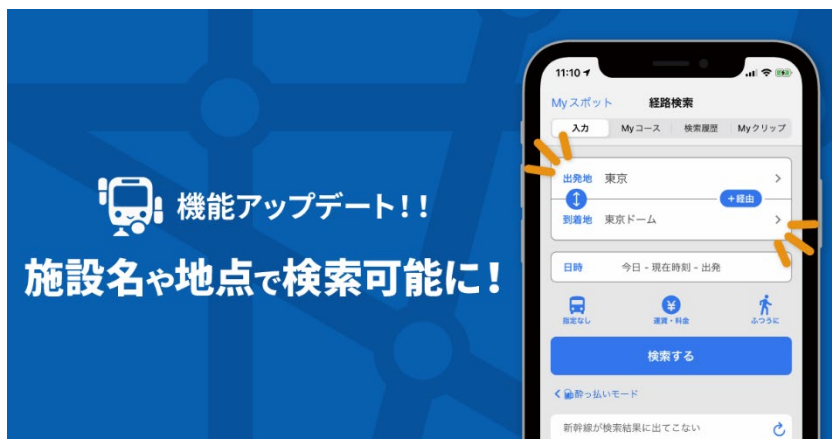 機能アップデート!!
施設名や地点で検索可能に!
11:10
Myスポット 経路検索
入力 Myコース 検索履歴 Myクリップ
出発地 東京
+経由
到着地 東京ドーム
日時 今日 - 現在時刻 - 出発
指定なし 運賃・料金 ふつうに
検索する
酔っ払いモード
新幹線が検索結果に出てこない